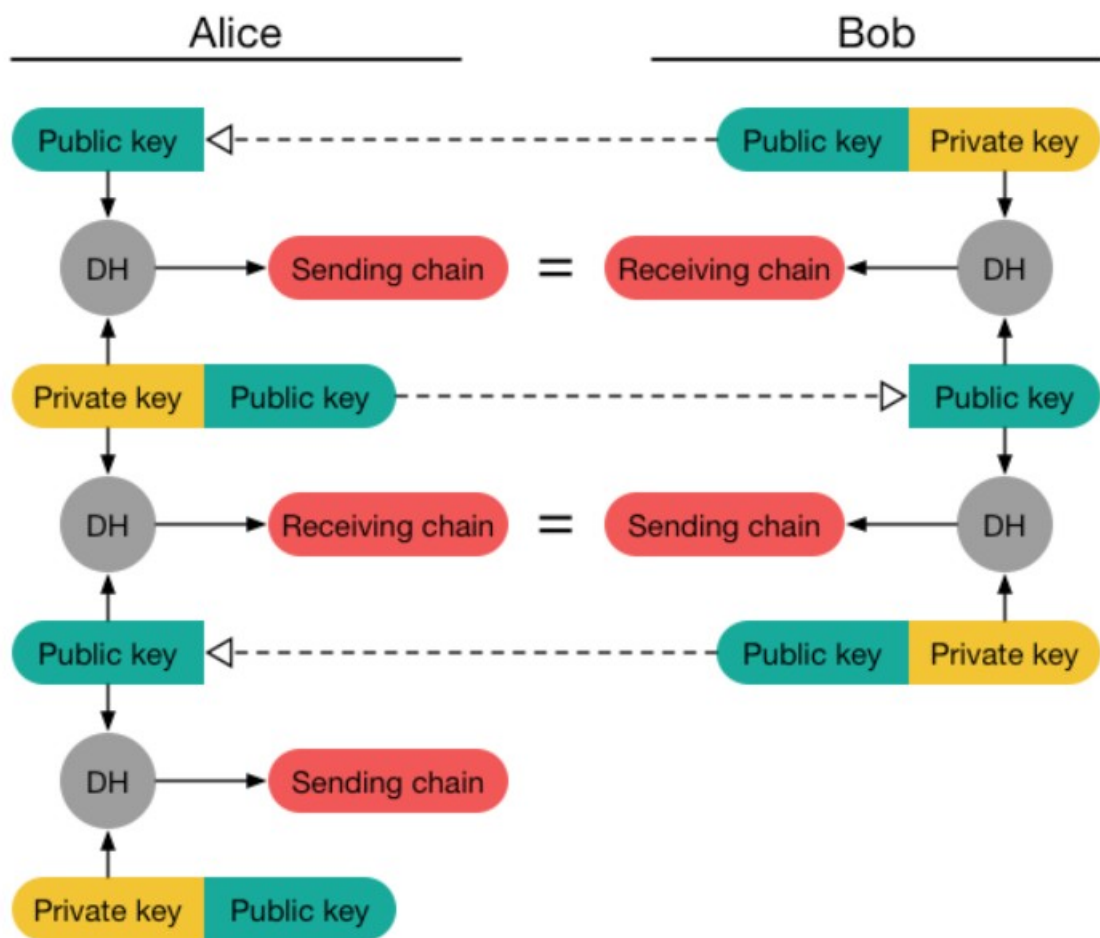 Alice Bob
Public key Public key Private key
DH Sending chain = Receiving chain DH
Private key Public key Public key
DH Receiving chain = Sending chain DH
Public key Public key Private key
DH Sending chain
Private key Public key